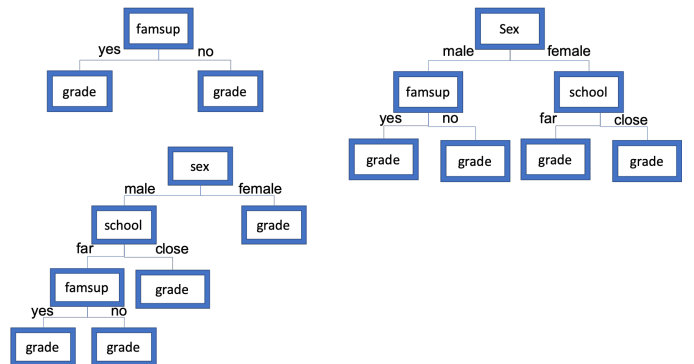 famsup
yes no
grade grade
Sex
male female
famsup school
yes no far close
grade grade grade grade
sex
male female
school grade
far close
famsup grade
yes no
grade grade